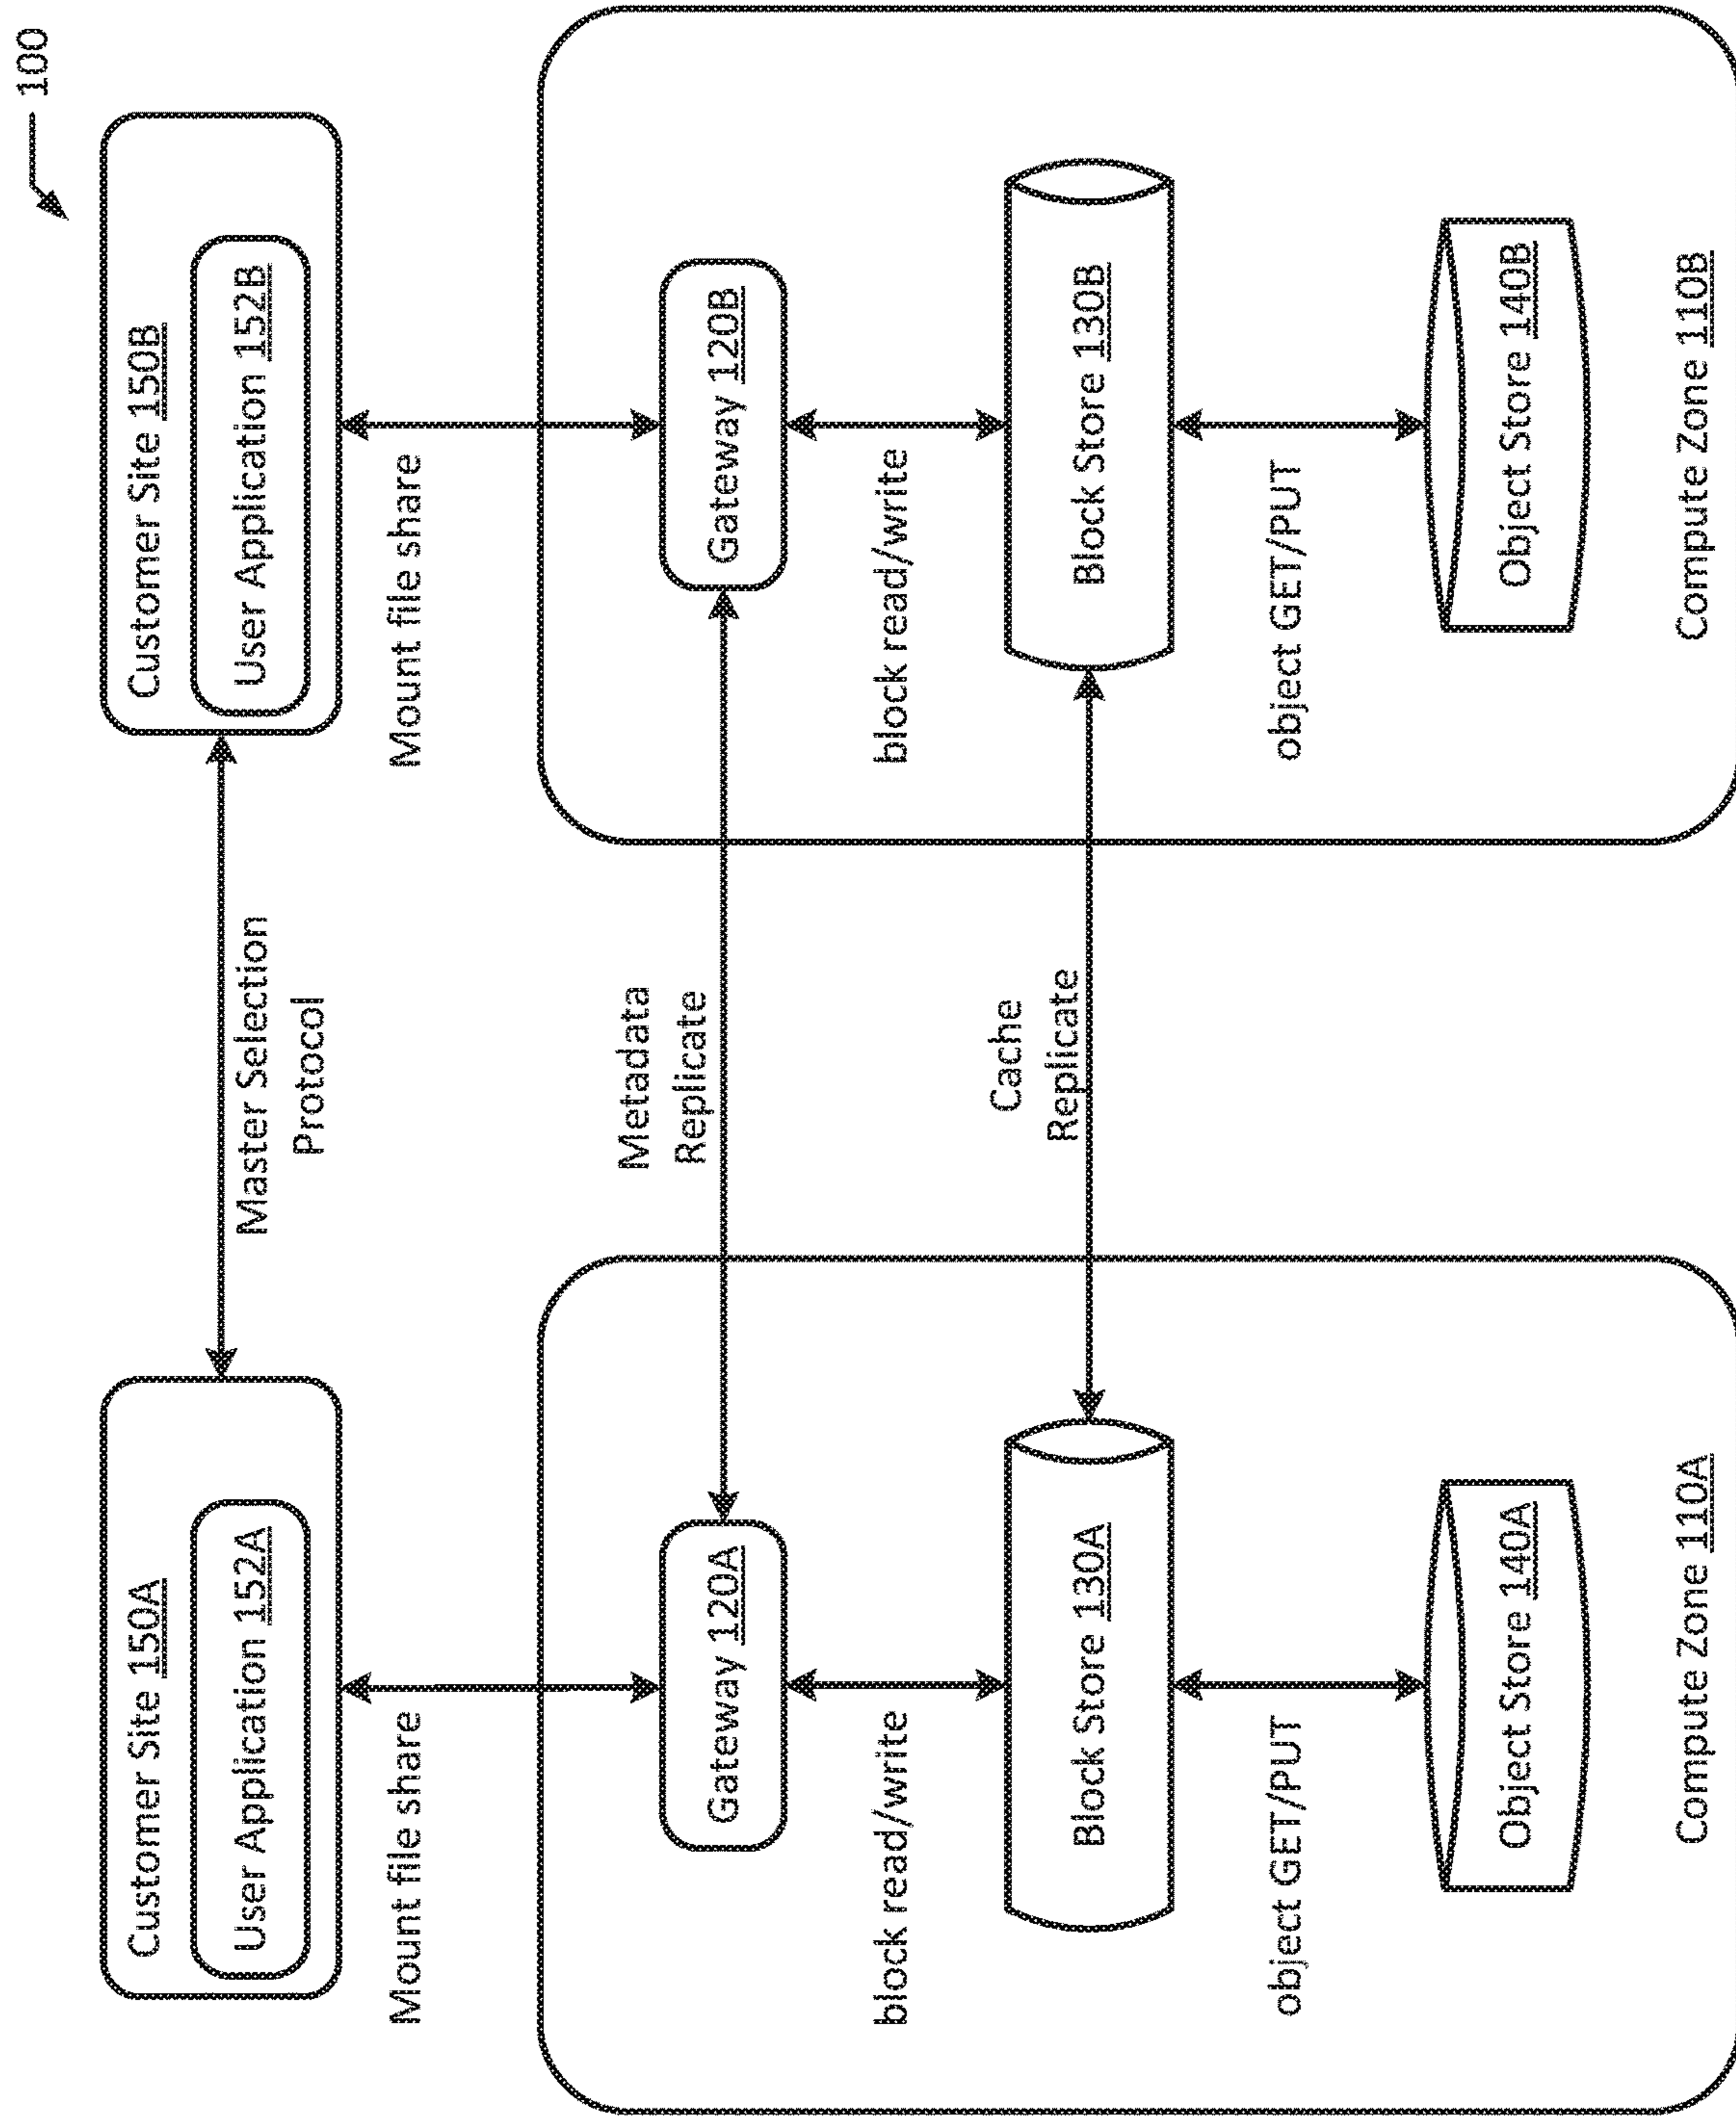 100
Customer Site 150A
User Application 152A
Master Selection
Protocol
Customer Site 150B
User Application 152B
Mount file share
Mount file share
Gateway 120A
Metadata
Replicate
Gateway 120B
block read/write
block read/write
Block Store 130A
Cache
Replicate
Block Store 130B
object GET/PUT
object GET/PUT
Object Store 140A
Object Store 140B
Compute Zone 110A
Compute Zone 110B